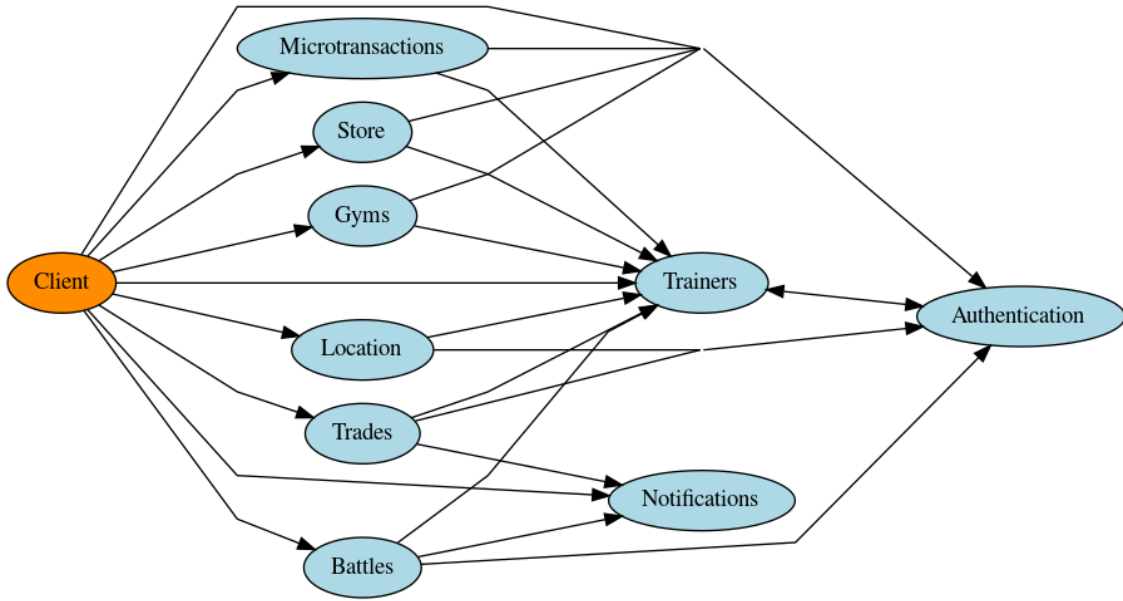 Microtransactions
Store
Gyms
Client
Trainers
Authentication
Location
Trades
Notifications
Battles